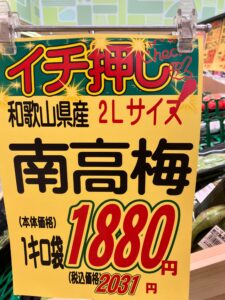 イチ押し
Check
和歌山県産 2Lサイズ
南高梅
(本体価格)
1キロ袋 1880円
(税込価格) 2031円